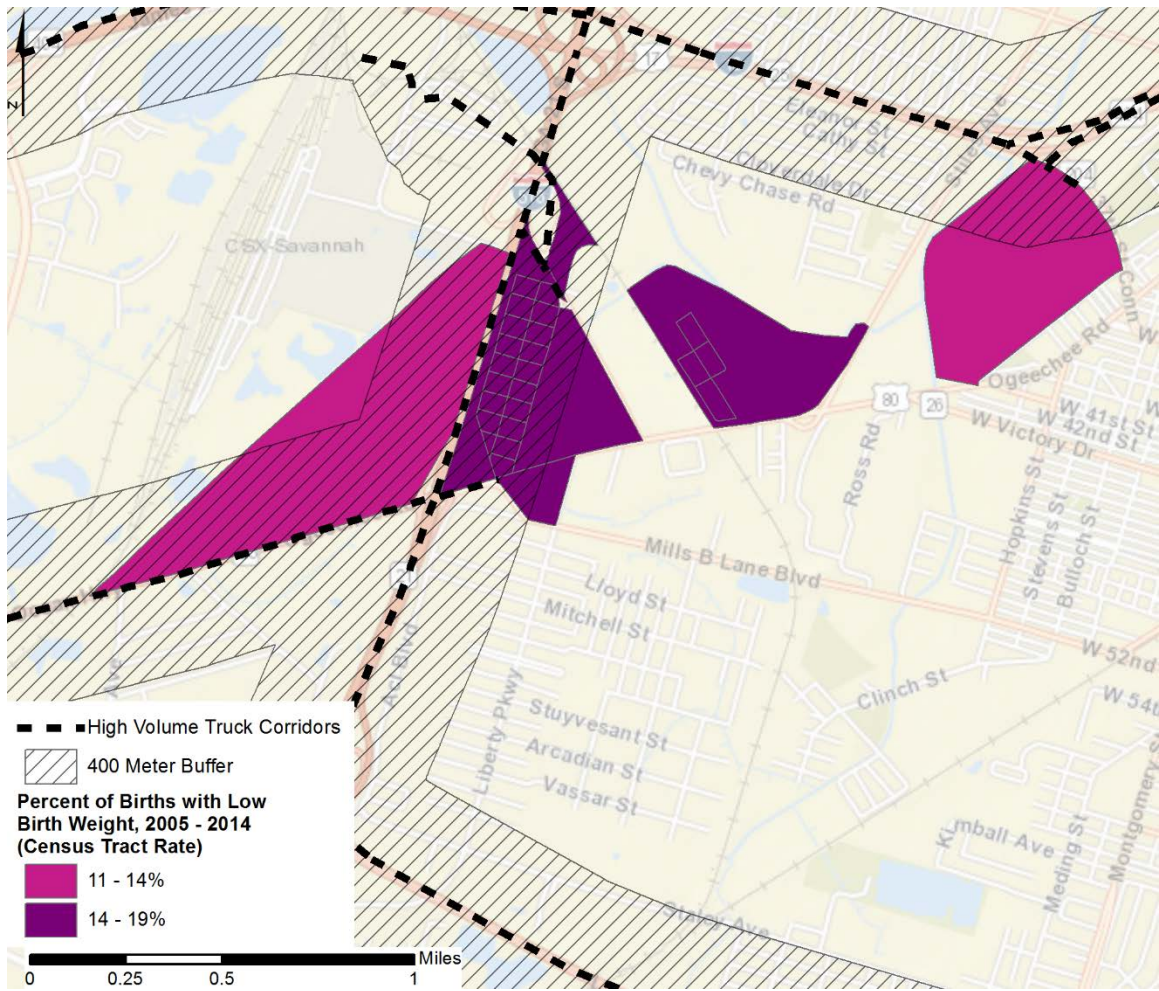 17
Eleanor St
Cathy St
Cloverdale Dr
Chevy Chase Rd
CSX-Savannah
Ogeechee Rd
80
26
W 41st St
W 42nd St
W Victory Dr
Ross Rd
Hopkins St
Stevens St
Bulloch St
Mills B Lane Blvd
Lloyd St
Mitchell St
W 52nd
Clinch St
W 54th
Liberty Pkwy
Stuyvesant St
Arcadian St
Vassar St
Staley Ave
Meding St
Montgomery St
High Volume Truck Corridors
400 Meter Buffer
Percent of Births with Low
Birth Weight, 2005 - 2014
(Census Tract Rate)
11 - 14%
14 - 19%
Miles
0 0.25 0.5 1